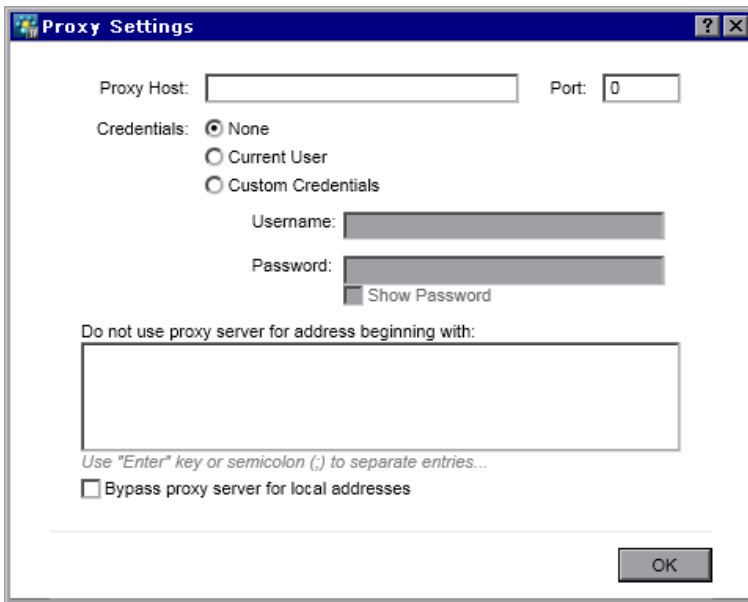 Proxy Settings
Proxy Host: Port: 0
Credentials: None
Current User
Custom Credentials
Username:
Password:
Show Password
Do not use proxy server for address beginning with:
Use "Enter" key or semicolon (;) to separate entries...
Bypass proxy server for local addresses
OK